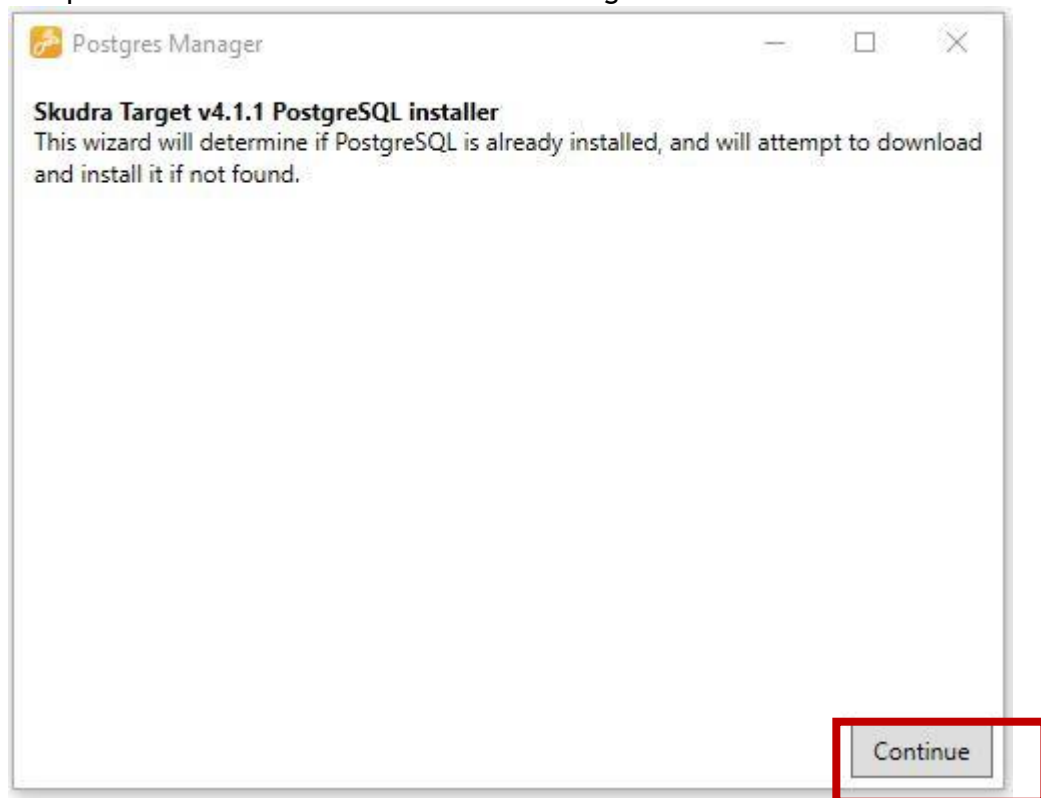 Postgres Manager
Skudra Target v4.1.1 PostgreSQL installer
This wizard will determine if PostgreSQL is already installed, and will attempt to download
and install it if not found.
Continue